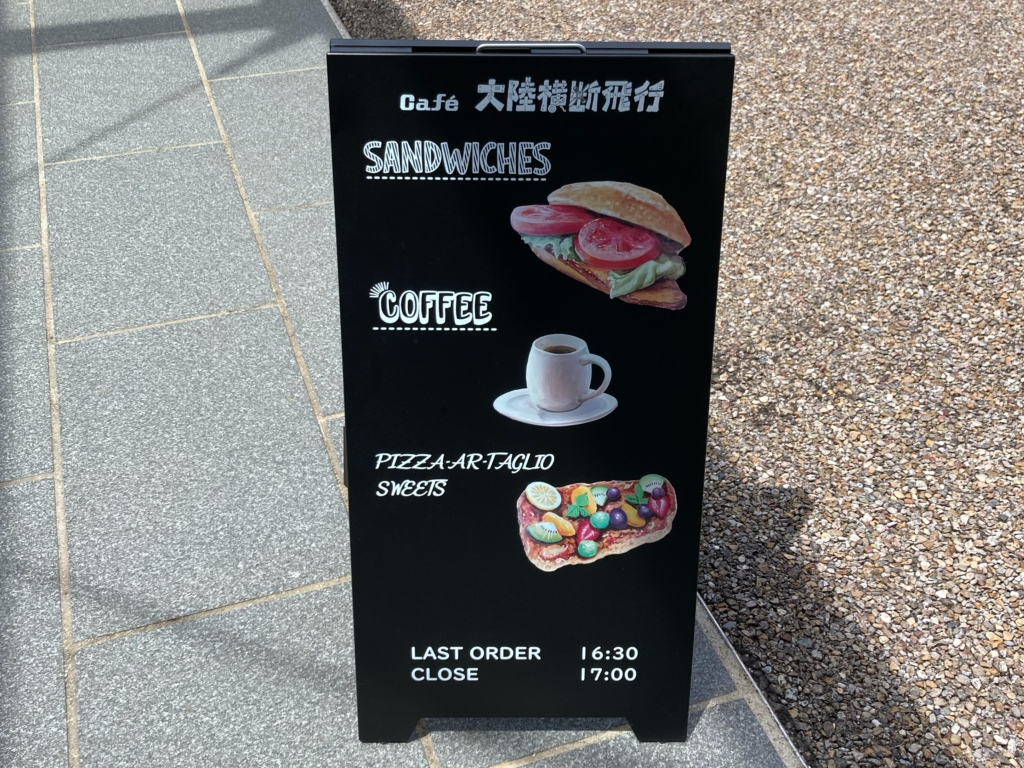 Café 大陸横断飛行
SANDWICHES
COFFEE
PIZZA-AR-TAGLIO
SWEETS
LAST ORDER 16:30
CLOSE 17:00